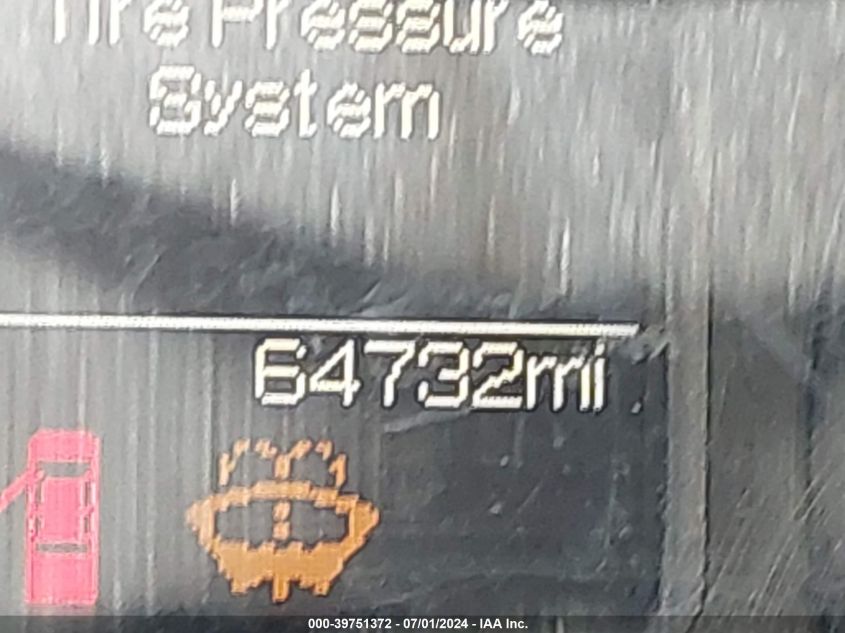 Tire Pressure
System
64732mi
000-39751372 - 07/01/2024 - IAA Inc.